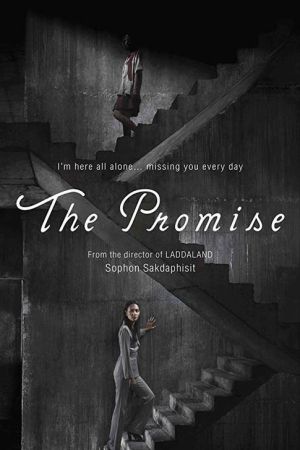 I'm here all alone... missing you every day
The Promise
From the director of LADDALAND
Sophon Sakdaphisit